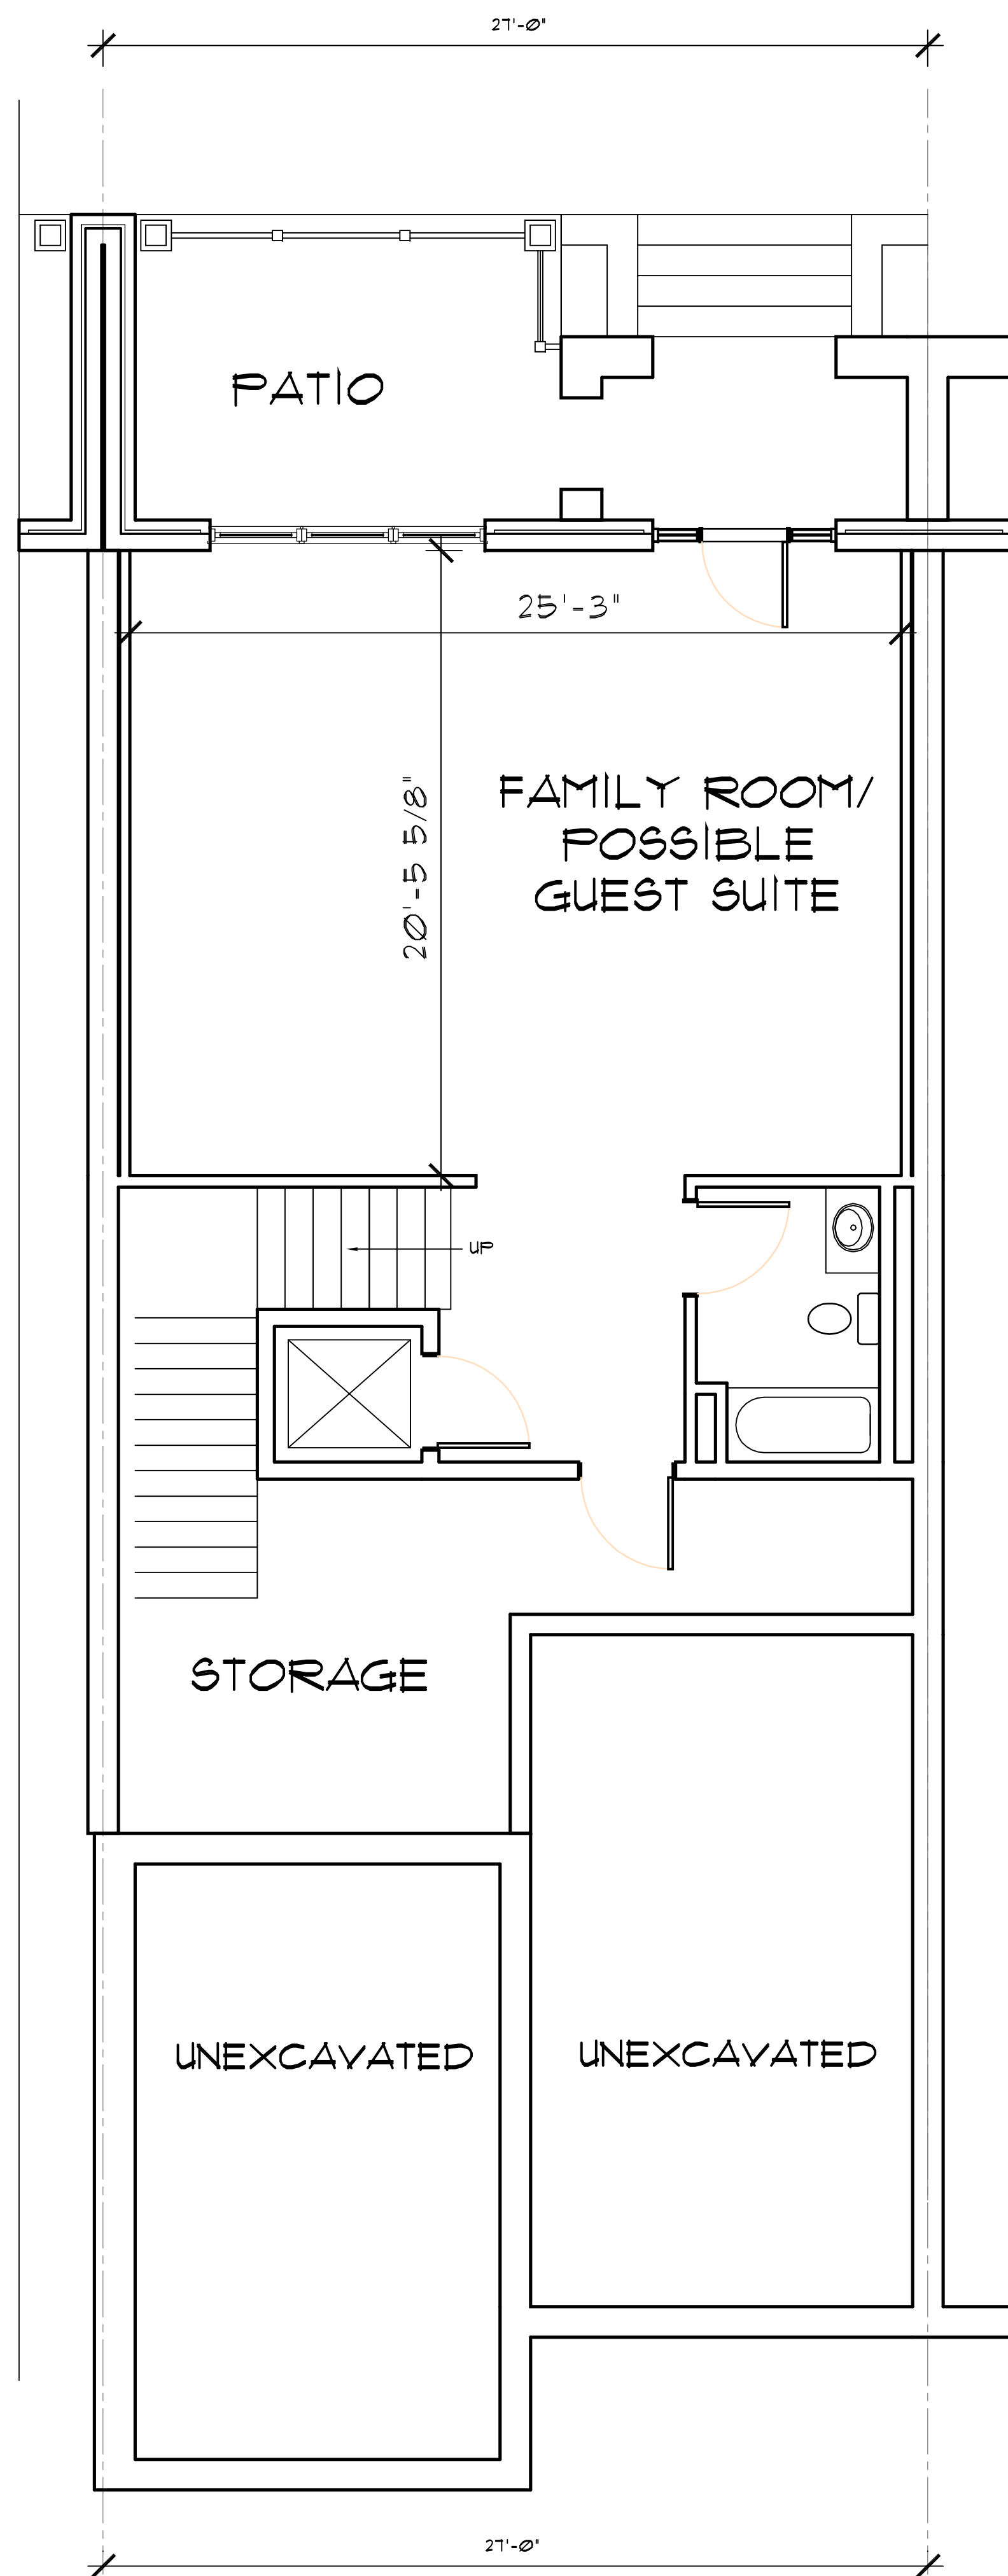 27'-0"
PATIO
25'-3"
20'-5 5/8"
FAMILY ROOM/
POSSIBLE
GUEST SUITE
UP
STORAGE
UNEXCAVATED
UNEXCAVATED
27'-0"